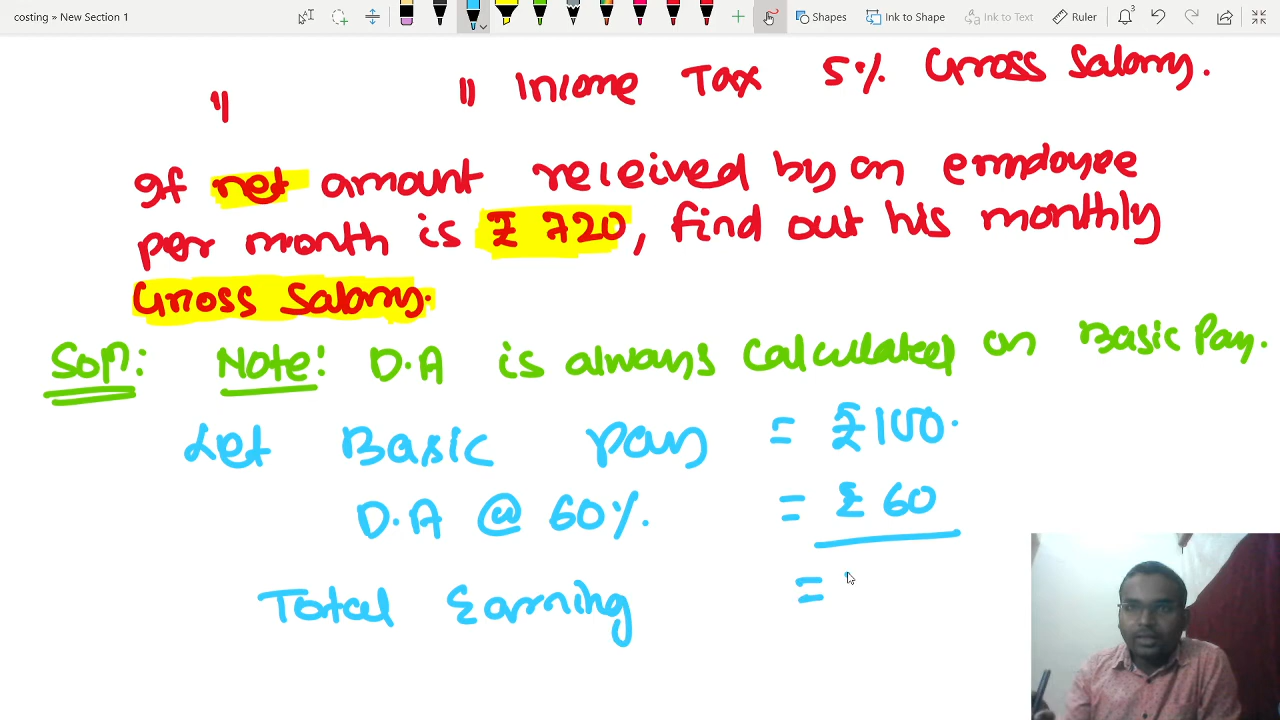 costing » New Section 1
Shapes
Ink to Shape
Ink to Text
Ruler
" " Income Tax 5% Gross Salary.
If net amount received by an employee
per month is ₹ 720, find out his monthly
Gross Salary.
Soln: Note: D.A is always calculated on Basic Pay.
Let Basic Pay = ₹100.
D.A @ 60%. = ₹ 60
Total Earning =